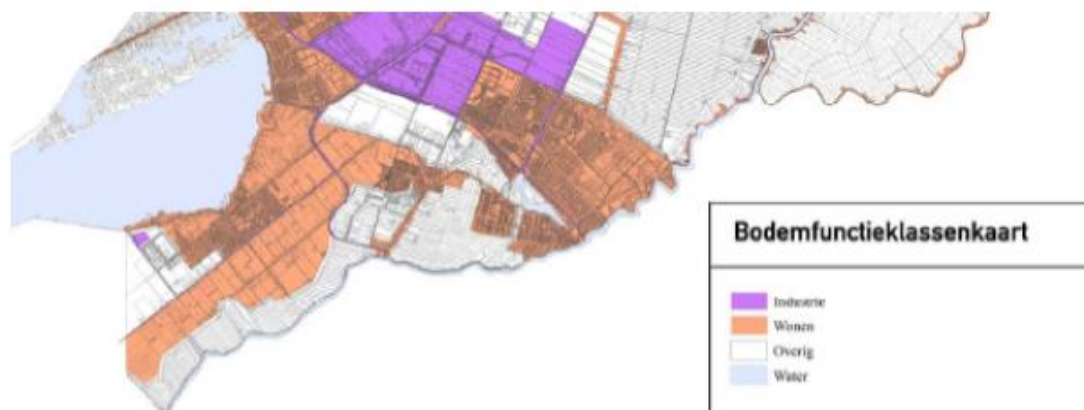 Bodemfunctieklassenkaart
Industrie
Wonen
Overig
Water